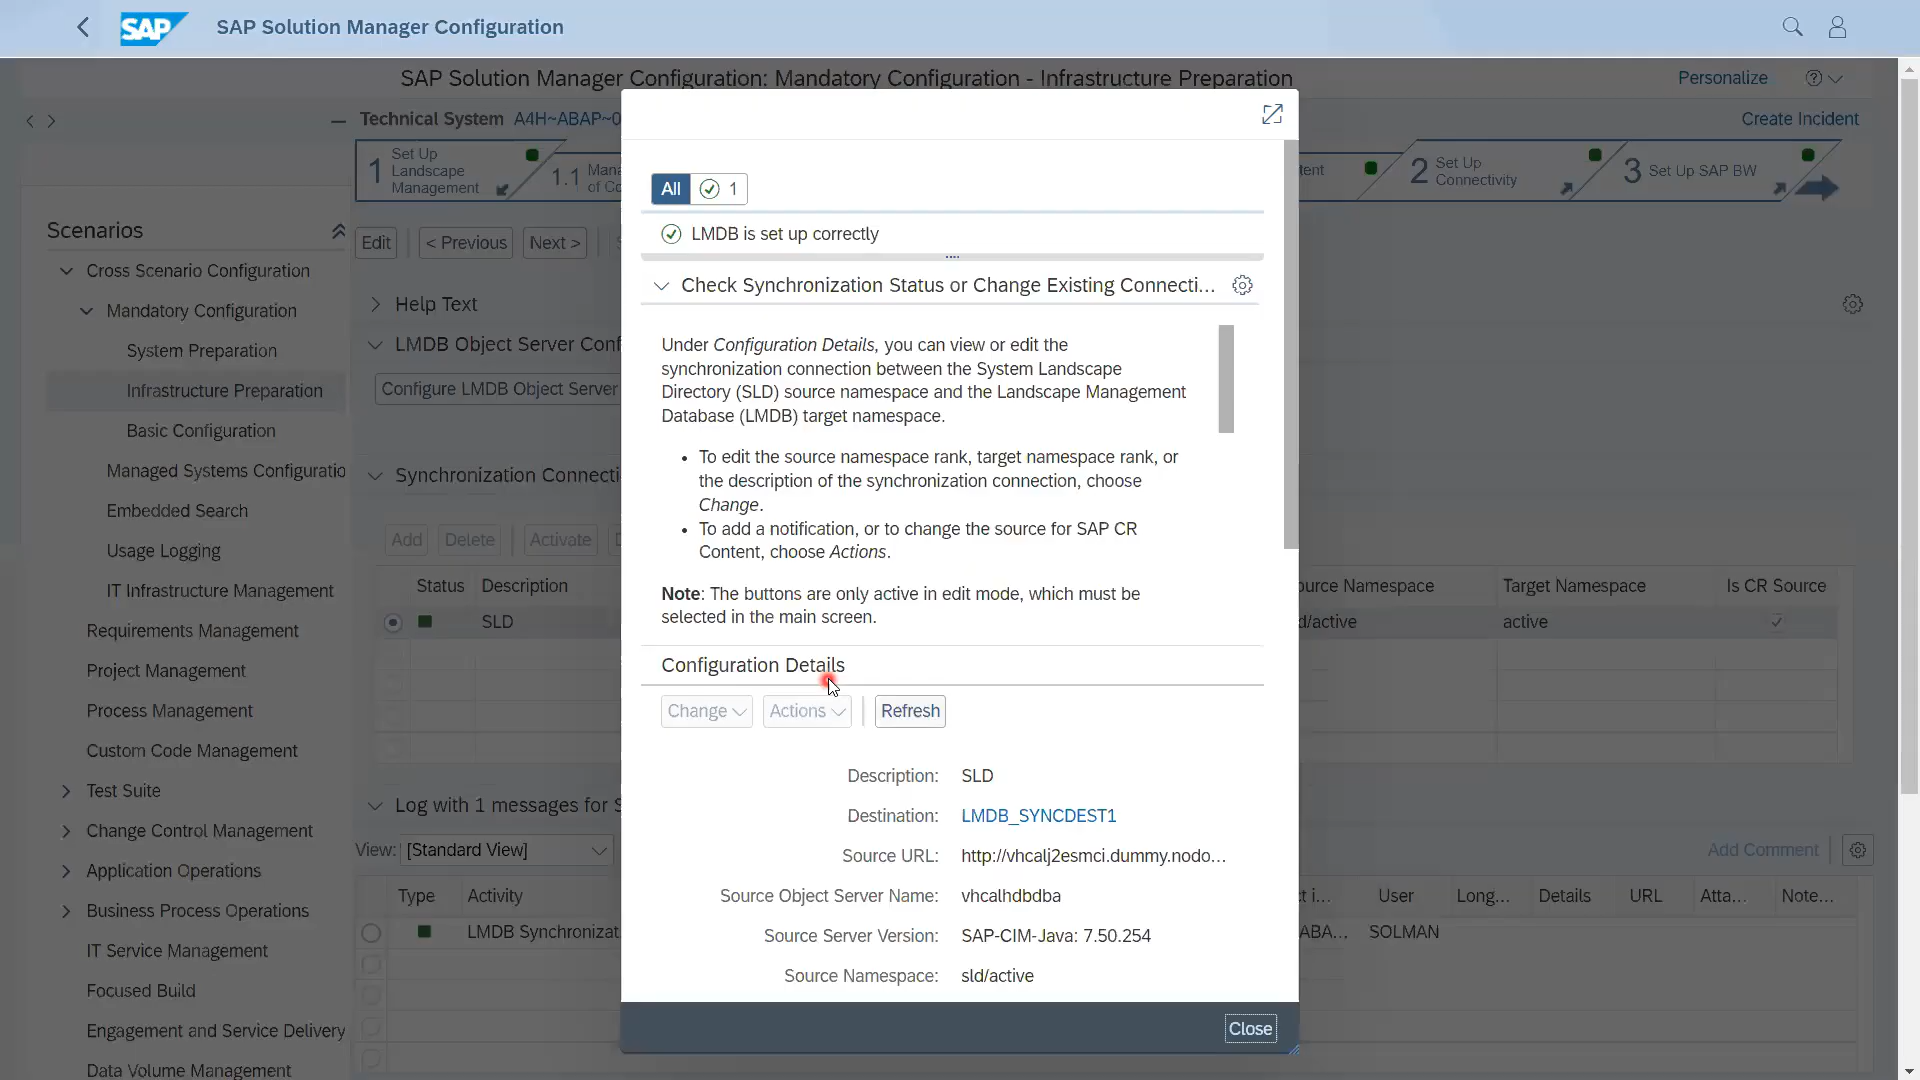 SAP
SAP Solution Manager Configuration
SAP Solution Manager Configuration: Mandatory Configuration - Infrastructure Preparation
Personalize
Technical System A4H~ABAP~0
Create Incident
1 Set Up
Landscape
Management
1.1
2 Set Up
Connectivity
3 Set Up SAP BW
Scenarios
Cross Scenario Configuration
Mandatory Configuration
System Preparation
Infrastructure Preparation
Basic Configuration
Managed Systems Configuratio
Embedded Search
Usage Logging
IT Infrastructure Management
Requirements Management
Project Management
Process Management
Custom Code Management
Test Suite
Change Control Management
Application Operations
Business Process Operations
IT Service Management
Focused Build
Engagement and Service Delivery
Data Volume Management
Edit
< Previous
Next >
Help Text
LMDB Object Server Conf
Configure LMDB Object Server
Synchronization Connecti
Add
Delete
Activate
Status Description
SLD
ource Namespace Target Namespace Is CR Source
d/active active
Log with 1 messages for S
View: [Standard View]
Add Comment
Type Activity
t i... User Long... Details URL Atta... Note...
LMDB Synchronizat
ABA... SOLMAN
All 1
LMDB is set up correctly
Check Synchronization Status or Change Existing Connecti...
Under Configuration Details, you can view or edit the
synchronization connection between the System Landscape
Directory (SLD) source namespace and the Landscape Management
Database (LMDB) target namespace.
• To edit the source namespace rank, target namespace rank, or
the description of the synchronization connection, choose
Change.
• To add a notification, or to change the source for SAP CR
Content, choose Actions.
Note: The buttons are only active in edit mode, which must be
selected in the main screen.
Configuration Details
Change
Actions
Refresh
Description: SLD
Destination: LMDB_SYNCDEST1
Source URL: http://vhcalj2esmci.dummy.nodo...
Source Object Server Name: vhcalhdbdba
Source Server Version: SAP-CIM-Java: 7.50.254
Source Namespace: sld/active
Close